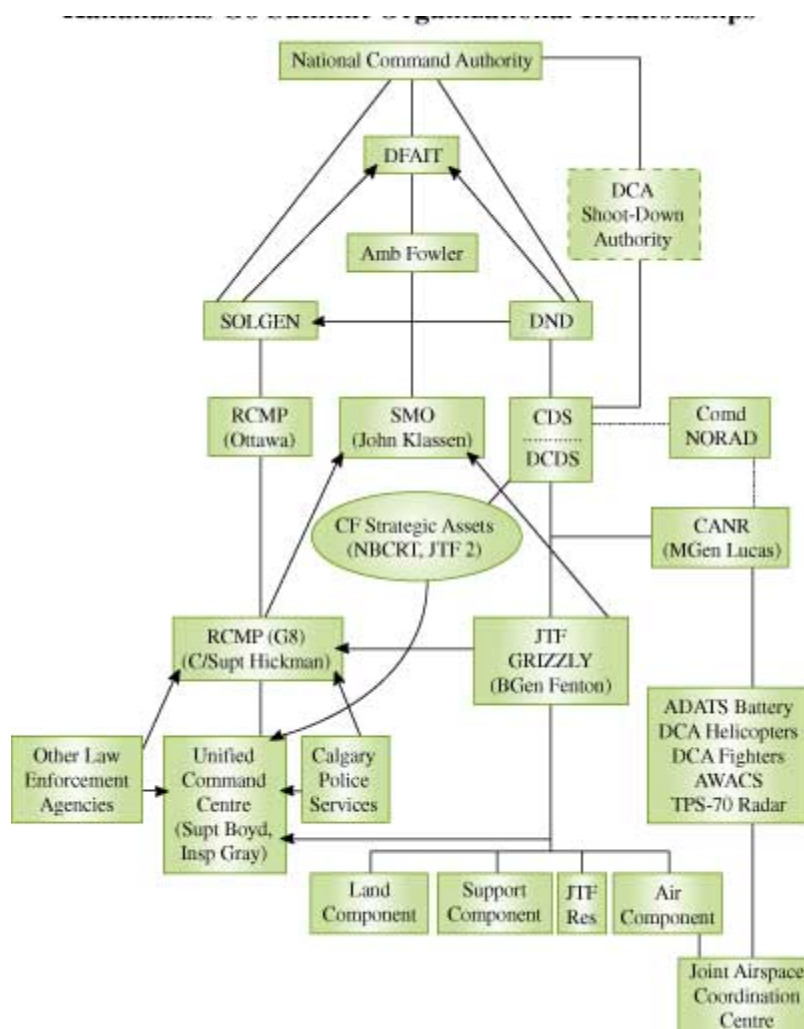 Summit Organizational Relationships
National Command Authority
DFAIT
DCA
Shoot-Down
Authority
Amb Fowler
SOLGEN
DND
RCMP
(Ottawa)
SMO
(John Klassen)
CDS
DCDS
Comd
NORAD
CF Strategic Assets
(NBCRT, JTF 2)
CANR
(MGen Lucas)
RCMP (G8)
(C/Supt Hickman)
JTF
GRIZZLY
(BGen Fenton)
ADATS Battery
DCA Helicopters
DCA Fighters
AWACS
TPS-70 Radar
Other Law
Enforcement
Agencies
Unified
Command
Centre
(Supt Boyd,
Insp Gray)
Calgary
Police
Services
Land
Component
Support
Component
JTF
Res
Air
Component
Joint Airspace
Coordination
Centre